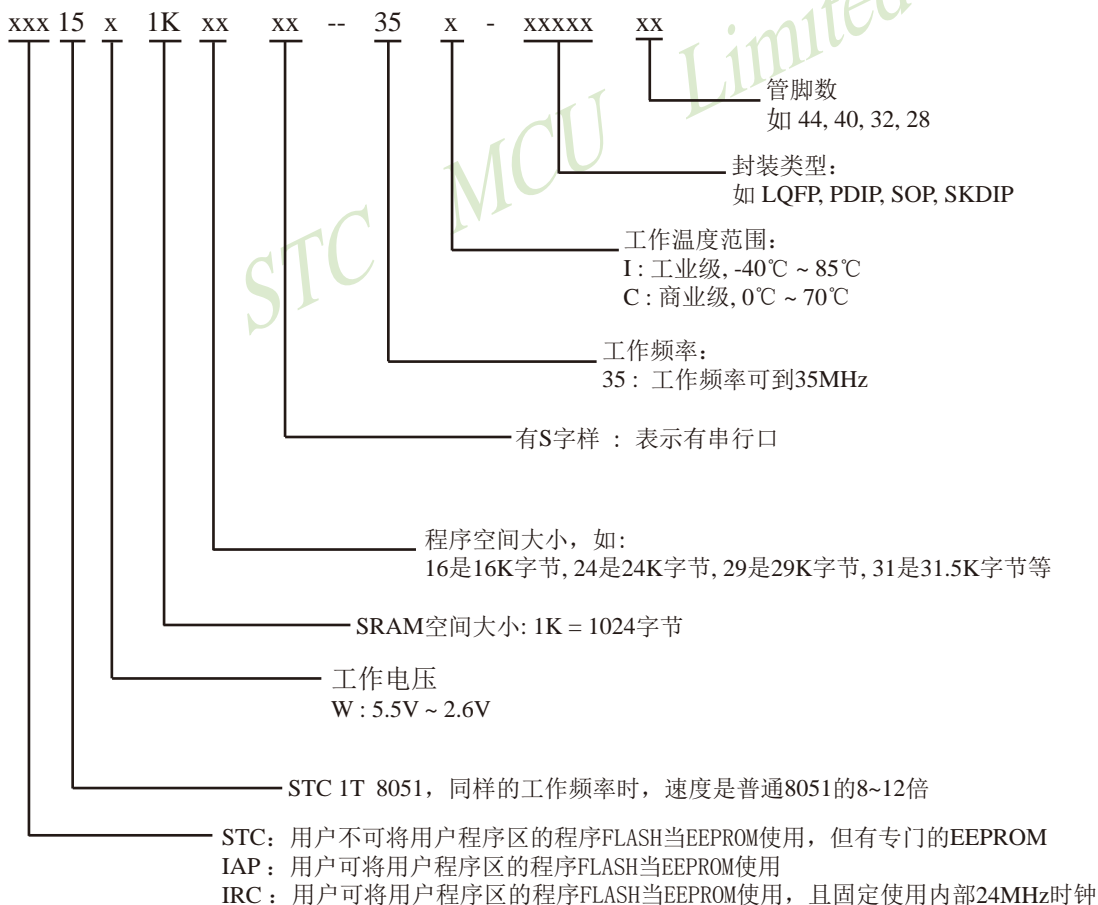 xxx 15 x 1K xx xx -- 35 x - xxxxx xx
管脚数
如 44, 40, 32, 28
封装类型：
如 LQFP, PDIP, SOP, SKDIP
工作温度范围：
I : 工业级, -40℃ ~ 85℃
C : 商业级, 0℃ ~ 70℃
工作频率：
35 : 工作频率可到35MHz
有S字样 : 表示有串行口
程序空间大小，如:
16是16K字节, 24是24K字节, 29是29K字节, 31是31.5K字节等
SRAM空间大小: 1K = 1024字节
工作电压
W : 5.5V ~ 2.6V
STC 1T 8051，同样的工作频率时，速度是普通8051的8~12倍
STC：用户不可将用户程序区的程序FLASH当EEPROM使用，但有专门的EEPROM
IAP：用户可将用户程序区的程序FLASH当EEPROM使用
IRC：用户可将用户程序区的程序FLASH当EEPROM使用，且固定使用内部24MHz时钟
STC MCU Limited